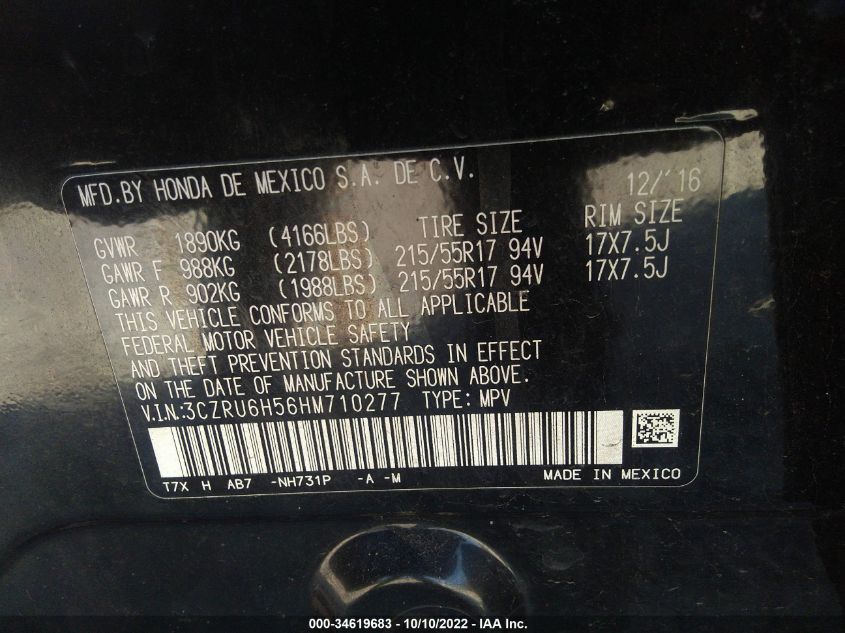 MFD.BY HONDA DE MEXICO S.A. DE C.V. 12/'16
GVWR 1890KG (4166LBS) TIRE SIZE RIM SIZE
GAWR F 988KG (2178LBS) 215/55R17 94V 17X7.5J
GAWR R 902KG (1988LBS) 215/55R17 94V 17X7.5J
THIS VEHICLE CONFORMS TO ALL APPLICABLE
FEDERAL MOTOR VEHICLE SAFETY
AND THEFT PREVENTION STANDARDS IN EFFECT
ON THE DATE OF MANUFACTURE SHOWN ABOVE.
V.I.N:3CZRU6H56HM710277 TYPE: MPV
T7X H AB7 -NH731P -A -M MADE IN MEXICO
000-34619683 - 10/10/2022 - IAA Inc.